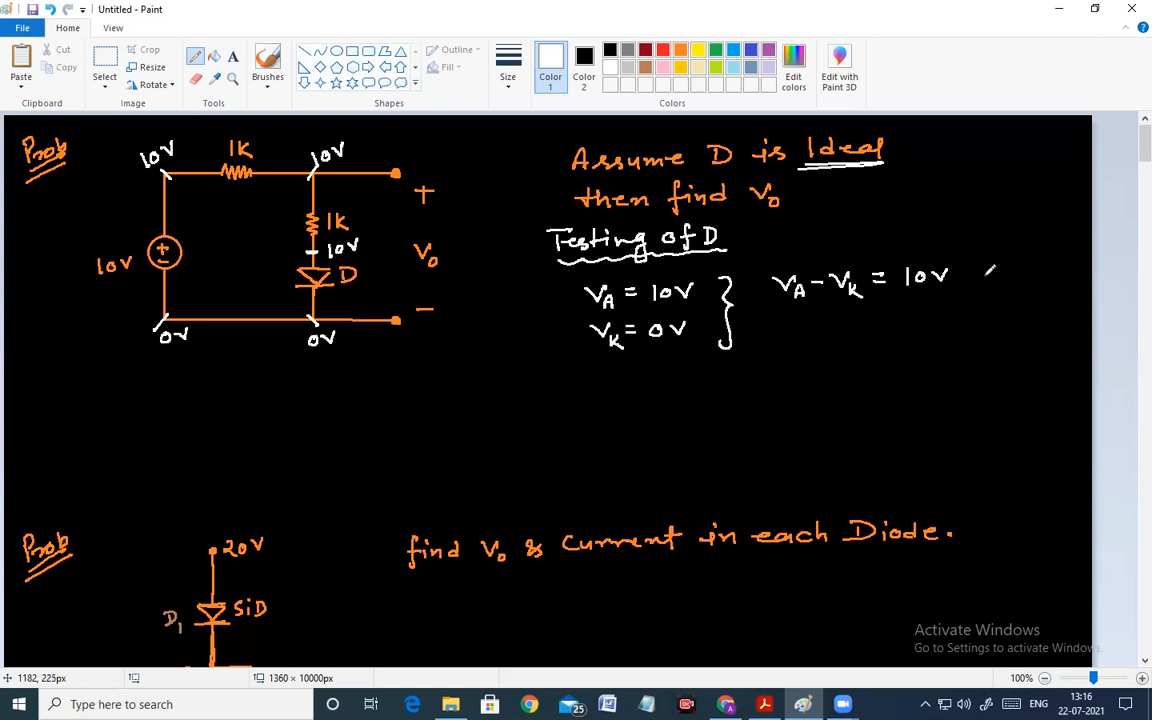 Untitled - Paint
File
Home
View
Paste
Cut
Copy
Clipboard
Select
Crop
Resize
Rotate
Image
A
Tools
Brushes
Shapes
Outline
Fill
Size
Color 1
Color 2
Colors
Edit colors
Edit with Paint 3D
Prob
10V
1K
10V
+
1K
10V
10V
D
V0
-
0V
0V
Assume D is Ideal
then find V0
Testing of D
VA = 10V
VK = 0V
VA - VK = 10V
Prob
20V
D1
SiD
find V0 & Current in each Diode.
Activate Windows
Go to Settings to activate Windows.
1182, 225px
1360 × 10000px
100%
Type here to search
25
ENG
13:16
22-07-2021